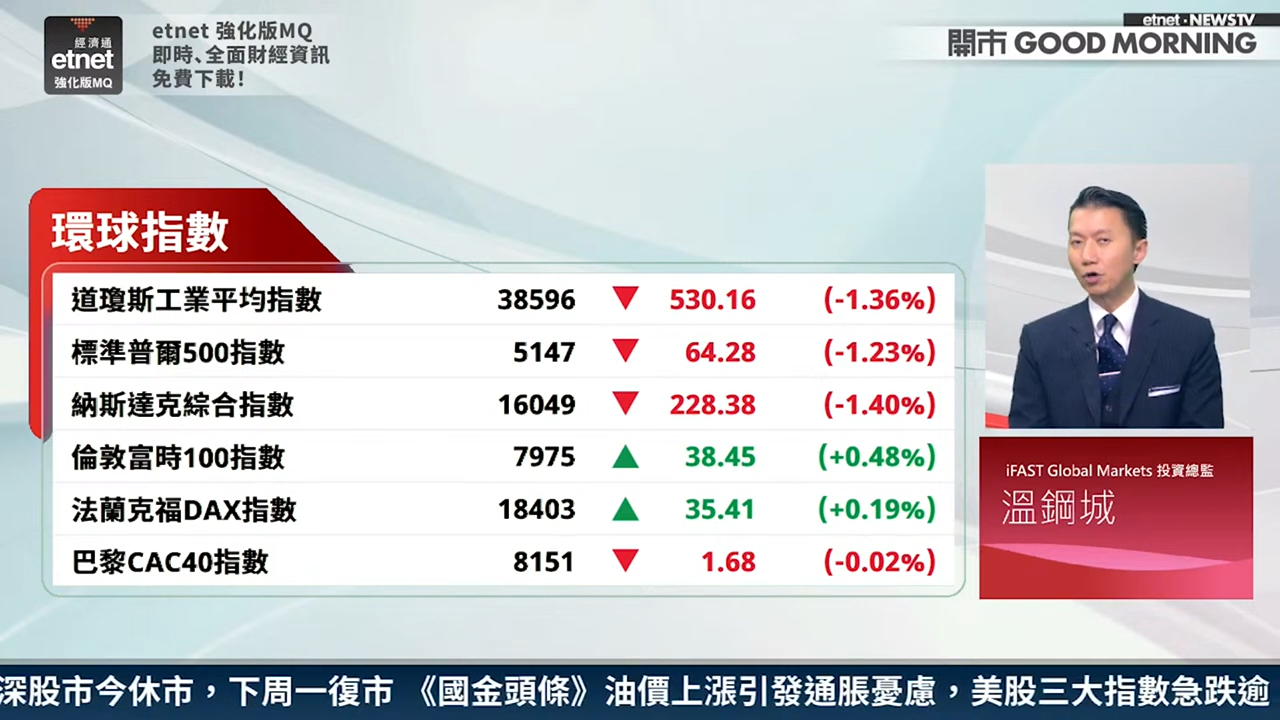 經濟通
etnet
強化版MQ
etnet 強化版MQ
即時、全面財經資訊
免費下載!
etnet·NEWSTV
開市 GOOD MORNING
環球指數
道瓊斯工業平均指數 38596 ▼ 530.16 (-1.36%)
標準普爾500指數 5147 ▼ 64.28 (-1.23%)
納斯達克綜合指數 16049 ▼ 228.38 (-1.40%)
倫敦富時100指數 7975 ▲ 38.45 (+0.48%)
法蘭克福DAX指數 18403 ▲ 35.41 (+0.19%)
巴黎CAC40指數 8151 ▼ 1.68 (-0.02%)
iFAST Global Markets 投資總監
溫鋼城
深股市今休市，下周一復市 《國金頭條》油價上漲引發通脹憂慮，美股三大指數急跌逾